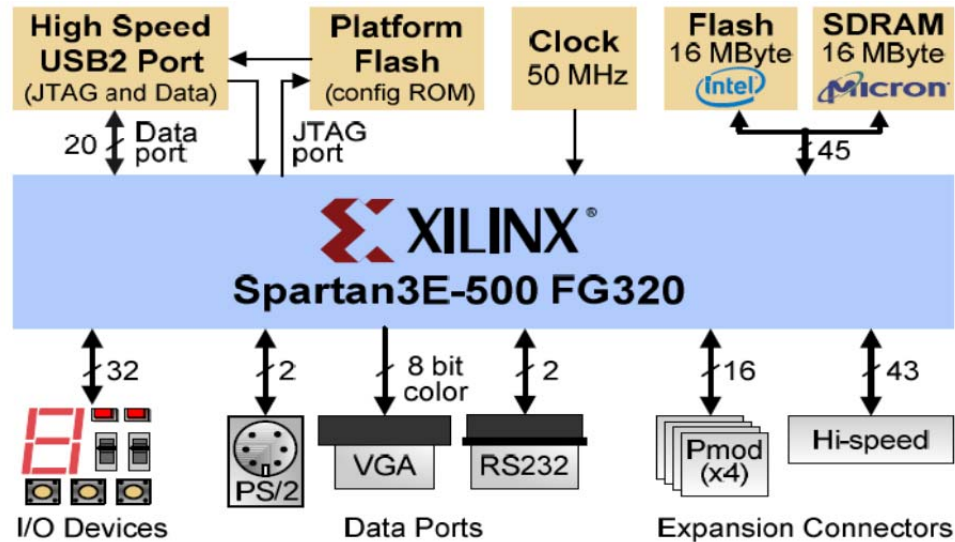 High Speed
USB2 Port
(JTAG and Data)
Platform
Flash
(config ROM)
Clock
50 MHz
Flash
16 MByte
intel
SDRAM
16 MByte
Micron
20
Data
port
JTAG
port
45
XILINX®
Spartan3E-500 FG320
32
2
8 bit
color
2
16
43
PS/2
VGA
RS232
Pmod
(x4)
Hi-speed
I/O Devices
Data Ports
Expansion Connectors